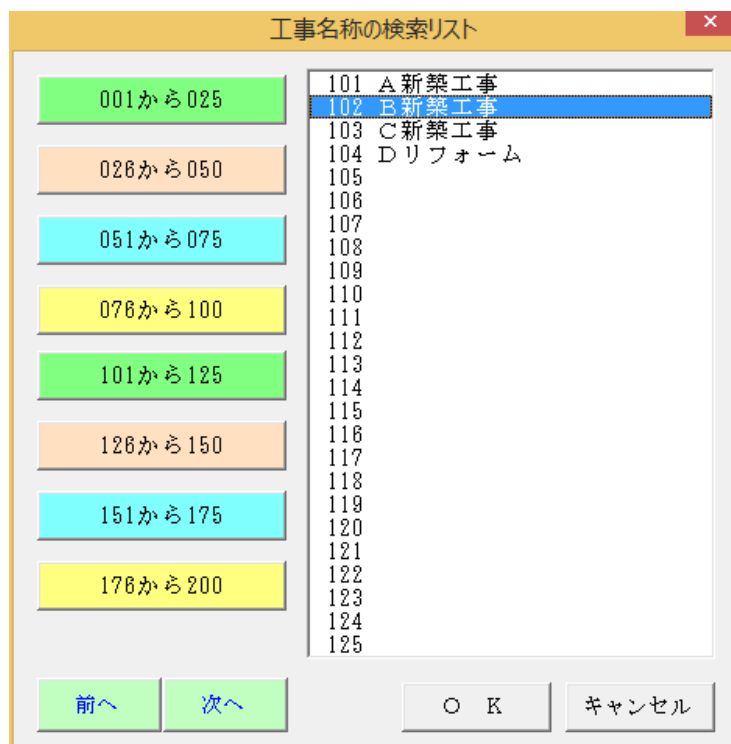 工事名称の検索リスト
×
001から025
026から050
051から075
076から100
101から125
126から150
151から175
176から200
101 A新築工事
102 B新築工事
103 C新築工事
104 Dリフォーム
105
106
107
108
109
110
111
112
113
114
115
116
117
118
119
120
121
122
123
124
125
前へ
次へ
O K
キャンセル